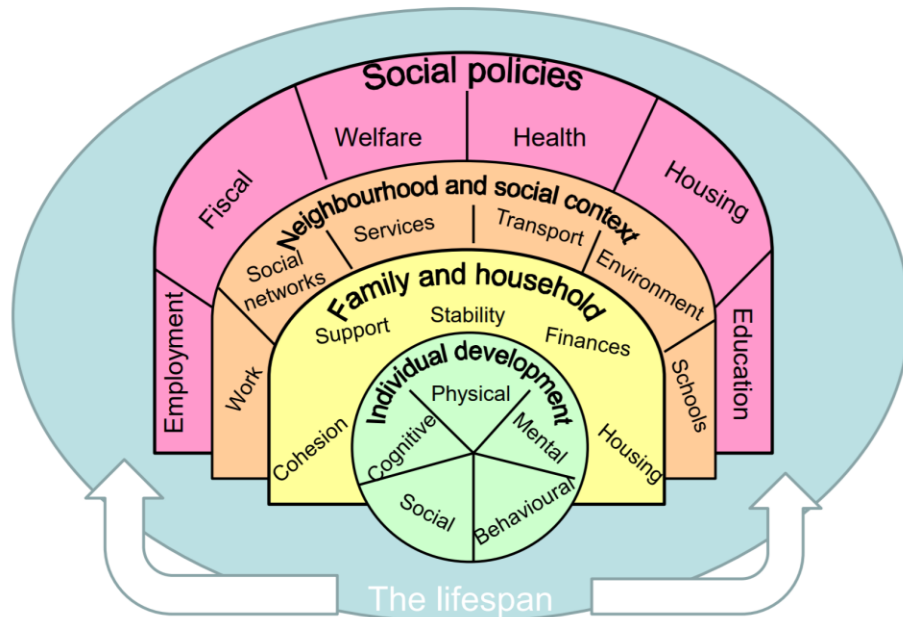 Social policies
Employment
Fiscal
Welfare
Health
Housing
Education
Neighbourhood and social context
Work
Social
networks
Services
Transport
Environment
Schools
Family and household
Cohesion
Support
Stability
Finances
Housing
Individual development
Cognitive
Physical
Mental
Social
Behavioural
The lifespan